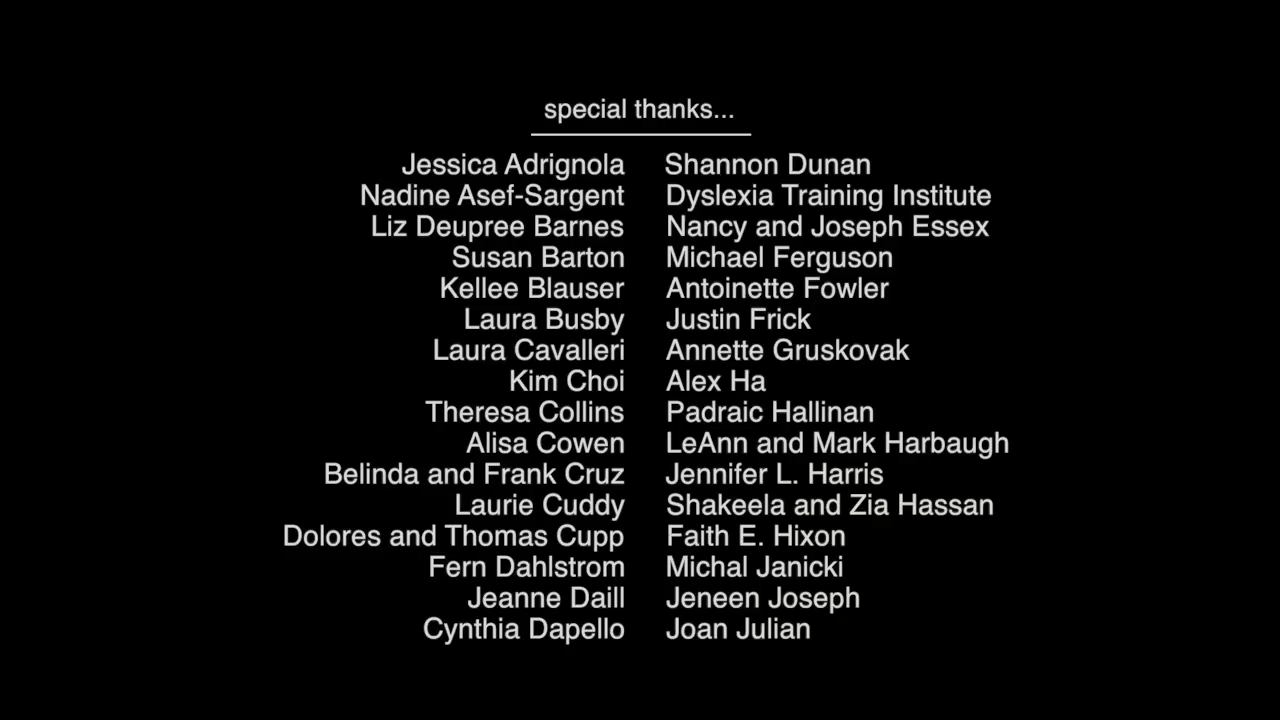 special thanks...
Jessica Adrignola
Nadine Asef-Sargent
Liz Deupree Barnes
Susan Barton
Kellee Blauser
Laura Busby
Laura Cavalleri
Kim Choi
Theresa Collins
Alisa Cowen
Belinda and Frank Cruz
Laurie Cuddy
Dolores and Thomas Cupp
Fern Dahlstrom
Jeanne Daill
Cynthia Dapello
Shannon Dunan
Dyslexia Training Institute
Nancy and Joseph Essex
Michael Ferguson
Antoinette Fowler
Justin Frick
Annette Gruskovak
Alex Ha
Padraic Hallinan
LeAnn and Mark Harbaugh
Jennifer L. Harris
Shakeela and Zia Hassan
Faith E. Hixon
Michal Janicki
Jeneen Joseph
Joan Julian